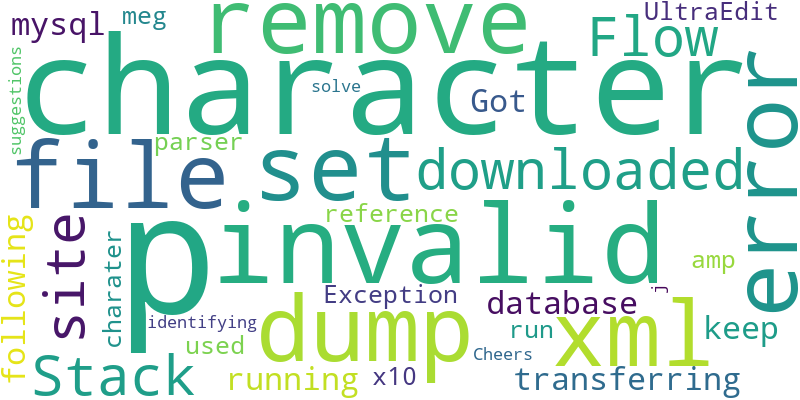 mysql
meg
remove
UltraEdit
Flow
suggestions
character
solve
Got
error
parser
file
set
downloaded
reference
p
invalid
following
site
charater
amp
Exception
j
database
dump
xml
identifying
run
keep
used
Cheers
Stack
running
x10
transferring